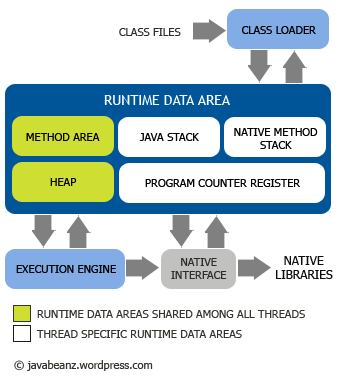 CLASS FILES
CLASS LOADER
RUNTIME DATA AREA
METHOD AREA
JAVA STACK
NATIVE METHOD
STACK
HEAP
PROGRAM COUNTER REGISTER
EXECUTION ENGINE
NATIVE
INTERFACE
NATIVE
LIBRARIES
RUNTIME DATA AREAS SHARED AMONG ALL THREADS
THREAD SPECIFIC RUNTIME DATA AREAS
© javabeanz.wordpress.com